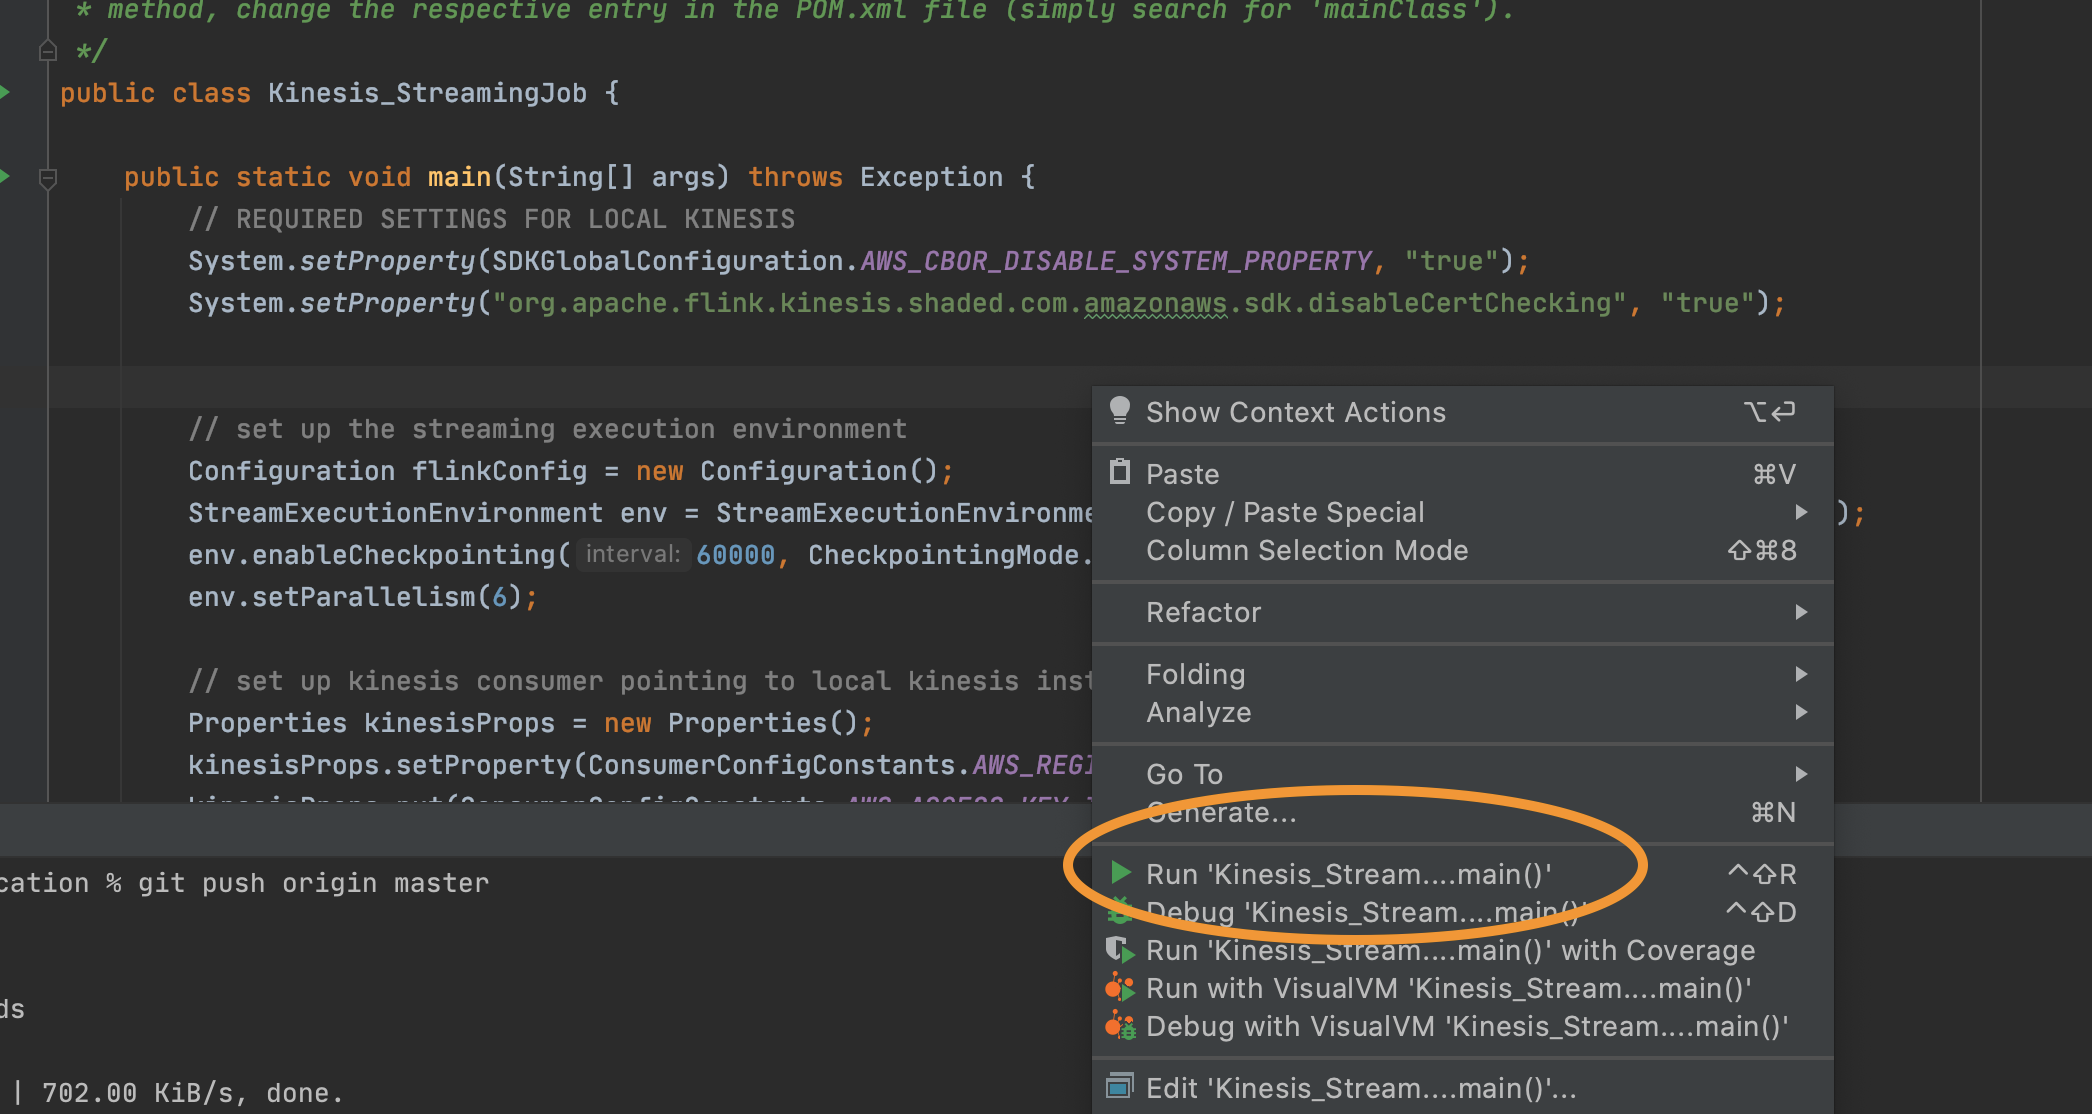 * method, change the respective entry in the POM.xml file (simply search for 'mainClass').
*/
public class Kinesis_StreamingJob {
public static void main(String[] args) throws Exception {
// REQUIRED SETTINGS FOR LOCAL KINESIS
System.setProperty(SDKGlobalConfiguration.AWS_CBOR_DISABLE_SYSTEM_PROPERTY, "true");
System.setProperty("org.apache.flink.kinesis.shaded.com.amazonaws.sdk.disableCertChecking", "true");
// set up the streaming execution environment
Configuration flinkConfig = new Configuration();
StreamExecutionEnvironment env = StreamExecutionEnvironme );
env.enableCheckpointing( interval: 60000, CheckpointingMode.
env.setParallelism(6);
// set up kinesis consumer pointing to local kinesis inst
Properties kinesisProps = new Properties();
kinesisProps.setProperty(ConsumerConfigConstants.AWS_REGI
kinesisProps.put(ConsumerConfigConstants.AWS_ACCESS_KEY_I
Show Context Actions ⌥⏎
Paste ⌘V
Copy / Paste Special
Column Selection Mode ⇧⌘8
Refactor
Folding
Analyze
Go To
Generate... ⌘N
Run 'Kinesis_Stream....main()' ^⇧R
Debug 'Kinesis_Stream....main()' ^⇧D
Run 'Kinesis_Stream....main()' with Coverage
Run with VisualVM 'Kinesis_Stream....main()'
Debug with VisualVM 'Kinesis_Stream....main()'
Edit 'Kinesis_Stream....main()'...
cation % git push origin master
ds
| 702.00 KiB/s, done.